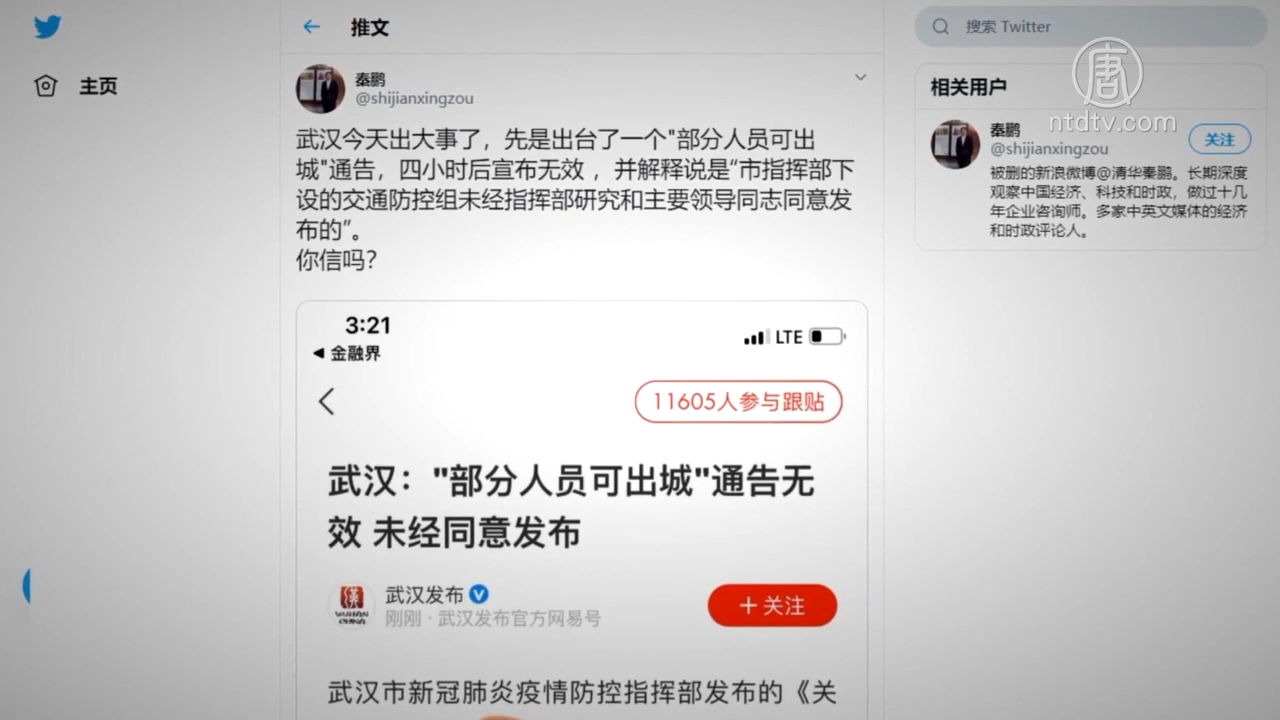 推文
搜索 Twitter
主页
秦鹏
@shijianxingzou
武汉今天出大事了，先是出台了一个"部分人员可出
城"通告，四小时后宣布无效 ，并解释说是“市指挥部下
设的交通防控组未经指挥部研究和主要领导同志同意发
布的”。
你信吗？
3:21
LTE
◀ 金融界
11605人参与跟贴
武汉："部分人员可出城"通告无
效 未经同意发布
武汉发布
刚刚 · 武汉发布官方网易号
+ 关注
武汉市新冠肺炎疫情防控指挥部发布的《关
相关用户
秦鹏
@shijianxingzou
关注
被删的新浪微博@清华秦鹏。长期深度
观察中国经济、科技和时政，做过十几
年企业咨询师。多家中英文媒体的经济
和时政评论人。
唐
ntdtv.com
漢
WUHAN
CHINA